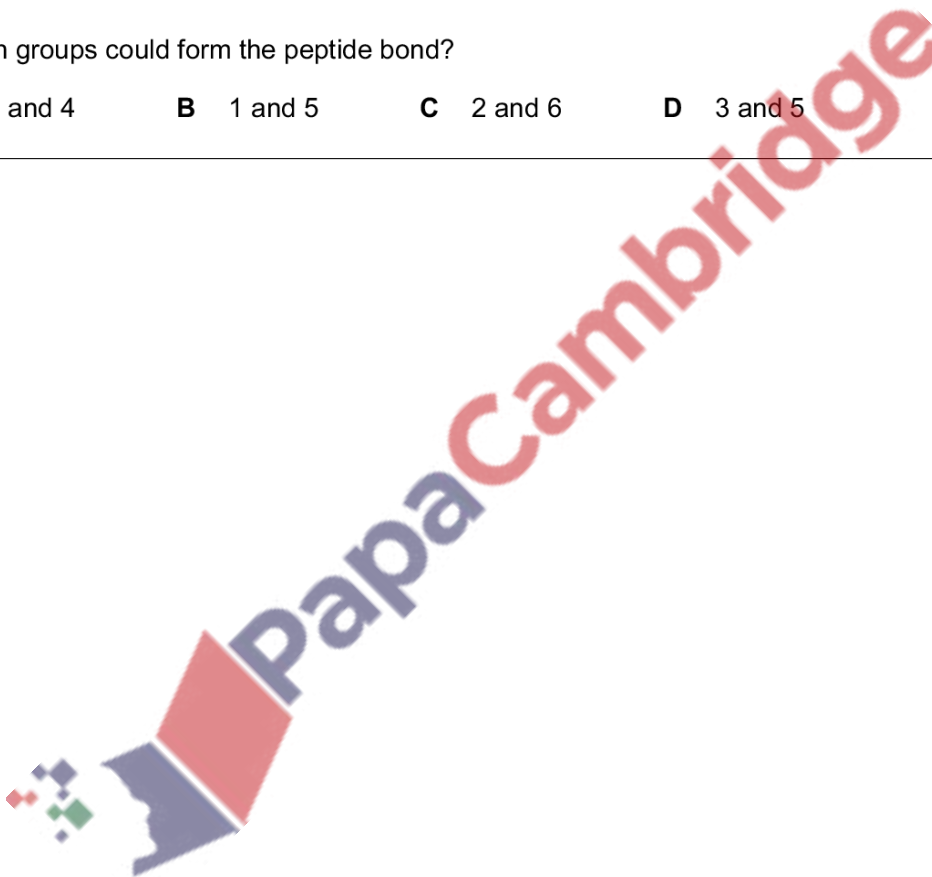 groups could form the peptide bond?
and 4 B 1 and 5 C 2 and 6 D 3 and 5
PapaCambridge